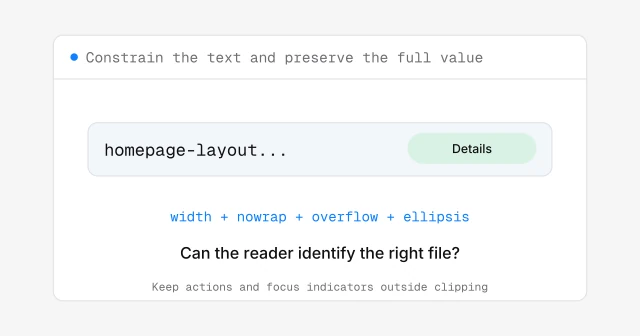 Constrain the text and preserve the full value
homepage-layout...
Details
width + nowrap + overflow + ellipsis
Can the reader identify the right file?
Keep actions and focus indicators outside clipping